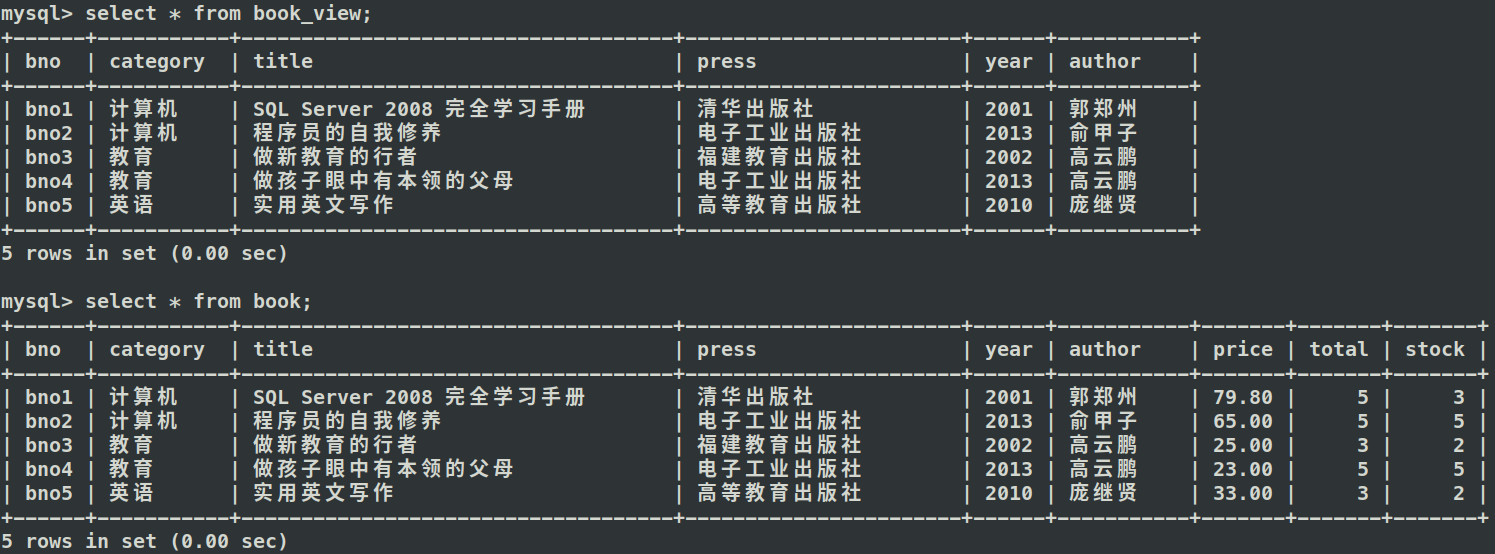 mysql> select * from book_view;
+------+-----------+------------------------------------+-----------------------+------+-----------+
| bno  | category  | title                              | press                 | year | author    |
+------+-----------+------------------------------------+-----------------------+------+-----------+
| bno1 | 计算机    | SQL Server 2008 完全学习手册       | 清华出版社            | 2001 | 郭郑州    |
| bno2 | 计算机    | 程序员的自我修养                   | 电子工业出版社        | 2013 | 俞甲子    |
| bno3 | 教育      | 做新教育的行者                     | 福建教育出版社        | 2002 | 高云鹏    |
| bno4 | 教育      | 做孩子眼中有本领的父母             | 电子工业出版社        | 2013 | 高云鹏    |
| bno5 | 英语      | 实用英文写作                       | 高等教育出版社        | 2010 | 庞继贤    |
+------+-----------+------------------------------------+-----------------------+------+-----------+
5 rows in set (0.00 sec)
mysql> select * from book;
+------+-----------+------------------------------------+-----------------------+------+-----------+-------+-------+-------+
| bno  | category  | title                              | press                 | year | author    | price | total | stock |
+------+-----------+------------------------------------+-----------------------+------+-----------+-------+-------+-------+
| bno1 | 计算机    | SQL Server 2008 完全学习手册       | 清华出版社            | 2001 | 郭郑州    | 79.80 |     5 |     3 |
| bno2 | 计算机    | 程序员的自我修养                   | 电子工业出版社        | 2013 | 俞甲子    | 65.00 |     5 |     5 |
| bno3 | 教育      | 做新教育的行者                     | 福建教育出版社        | 2002 | 高云鹏    | 25.00 |     3 |     2 |
| bno4 | 教育      | 做孩子眼中有本领的父母             | 电子工业出版社        | 2013 | 高云鹏    | 23.00 |     5 |     5 |
| bno5 | 英语      | 实用英文写作                       | 高等教育出版社        | 2010 | 庞继贤    | 33.00 |     3 |     2 |
+------+-----------+------------------------------------+-----------------------+------+-----------+-------+-------+-------+
5 rows in set (0.00 sec)